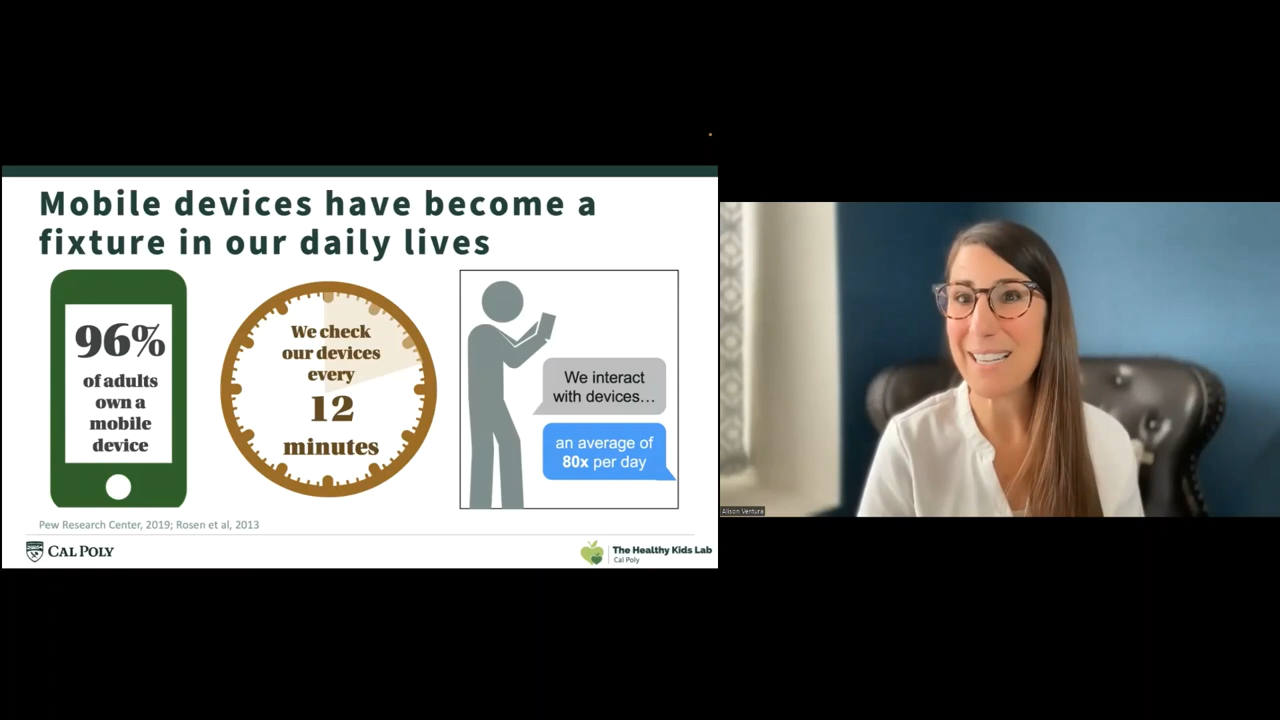 Mobile devices have become a
fixture in our daily lives
96%
of adults
own a
mobile
device
We check
our devices
every
12
minutes
We interact
with devices…
an average of
80x per day
Pew Research Center, 2019; Rosen et al, 2013
CAL POLY
The Healthy Kids Lab
Cal Poly
Alison Ventura